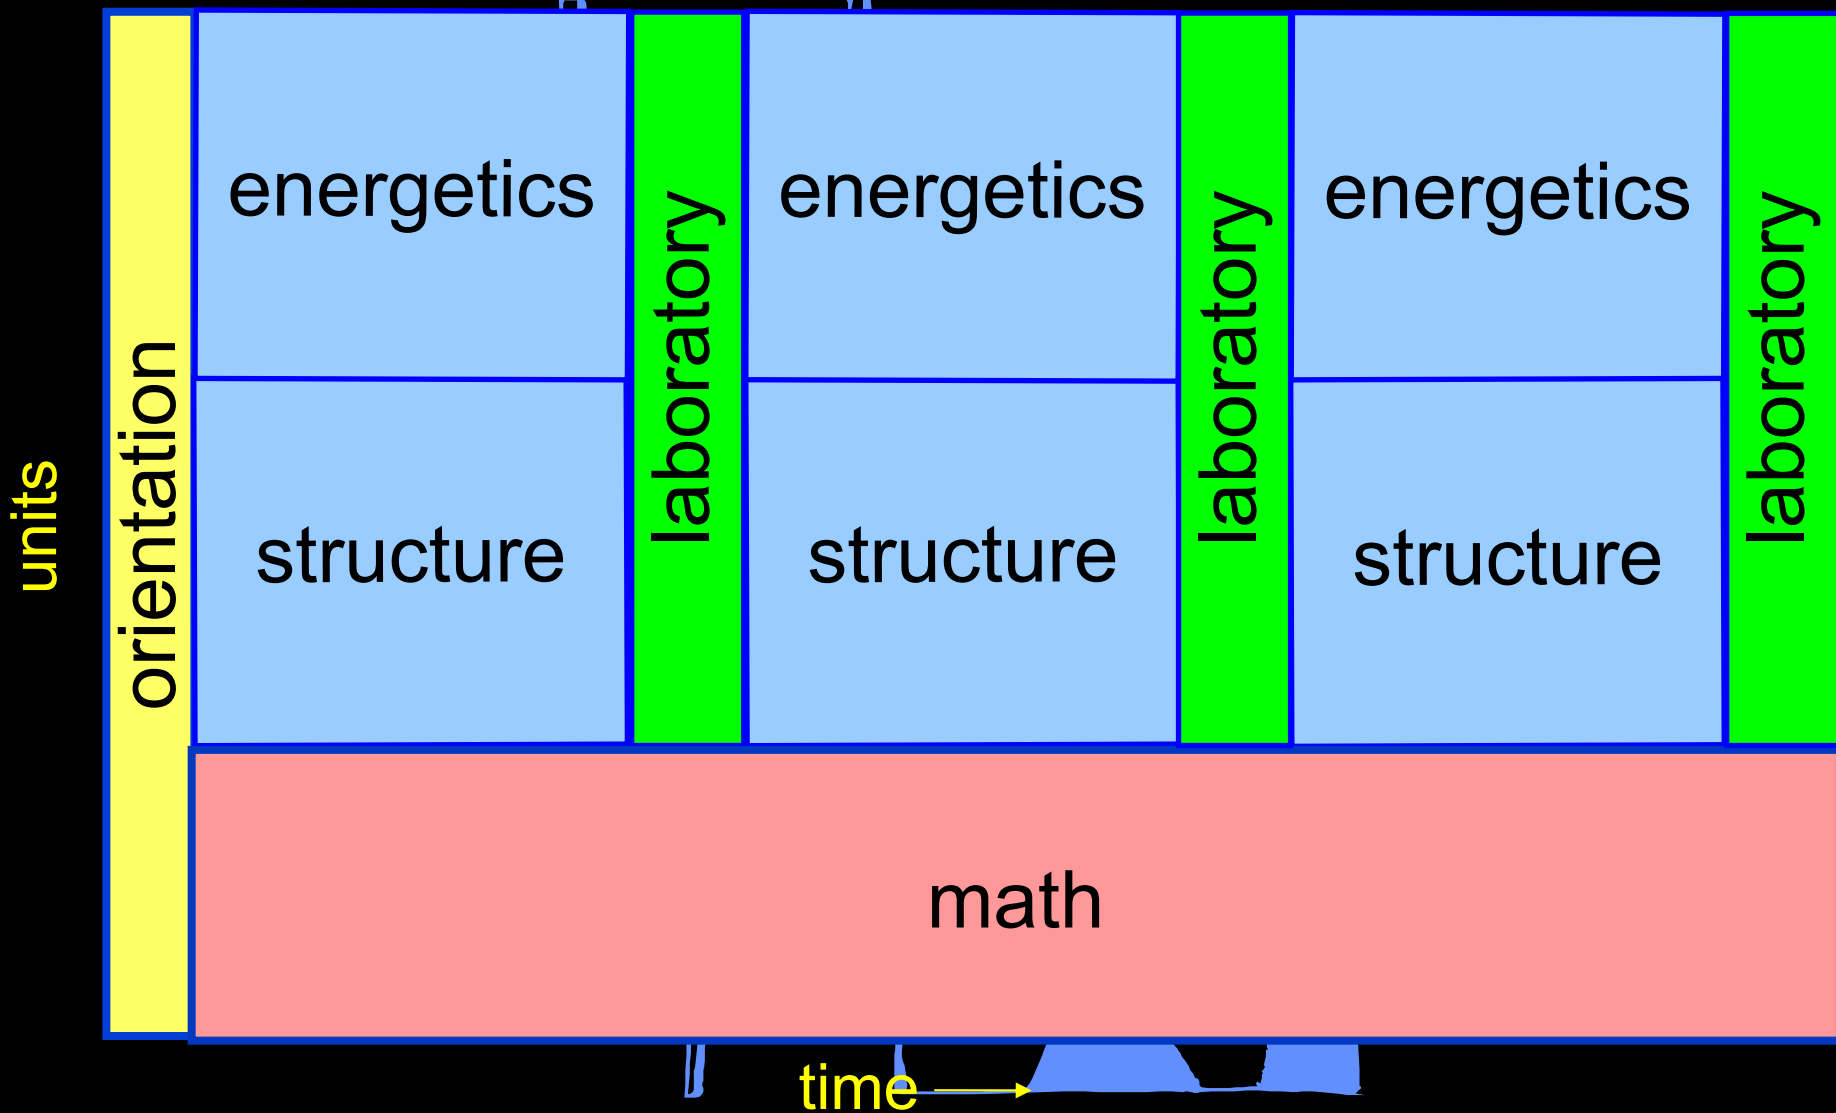 units
orientation
energetics
laboratory
energetics
laboratory
energetics
laboratory
structure
structure
structure
math
time